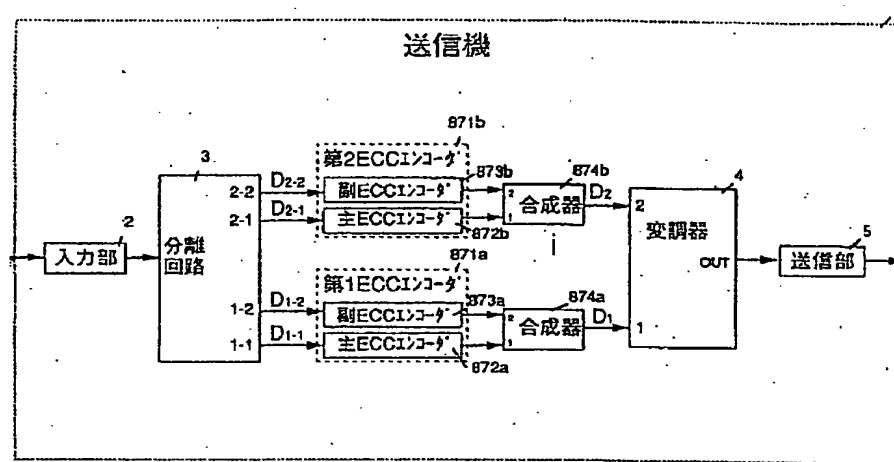 送信機
871b
第2ECCエンコーダ
873b
874b
3
4
2-2
D2-2
副ECCエンコーダ
2
合成器
D2
2
2-1
D2-1
主ECCエンコーダ
1
変調器
872b
i
2
入力部
分離
回路
871a
OUT
5
送信部
第1ECCエンコーダ
873a
874a
1-2
D1-2
副ECCエンコーダ
2
合成器
D1
1
1-1
D1-1
主ECCエンコーダ
1
872a